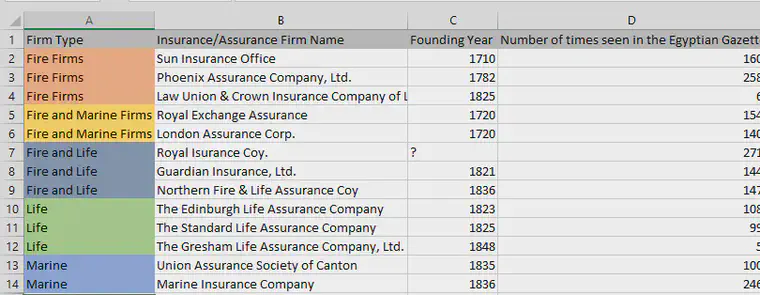 A B C D
1 Firm Type Insurance/Assurance Firm Name Founding Year Number of times seen in the Egyptian Gazett
2 Fire Firms Sun Insurance Office 1710 160
3 Fire Firms Phoenix Assurance Company, Ltd. 1782 258
4 Fire Firms Law Union & Crown Insurance Company of L 1825 6
5 Fire and Marine Firms Royal Exchange Assurance 1720 154
6 Fire and Marine Firms London Assurance Corp. 1720 140
7 Fire and Life Royal Isurance Coy. ? 271
8 Fire and Life Guardian Insurance, Ltd. 1821 144
9 Fire and Life Northern Fire & Life Assurance Coy 1836 147
10 Life The Edinburgh Life Assurance Company 1823 108
11 Life The Standard Life Assurance Company 1825 99
12 Life The Gresham Life Assurance Company, Ltd. 1848 5
13 Marine Union Assurance Society of Canton 1835 100
14 Marine Marine Insurance Company 1836 246